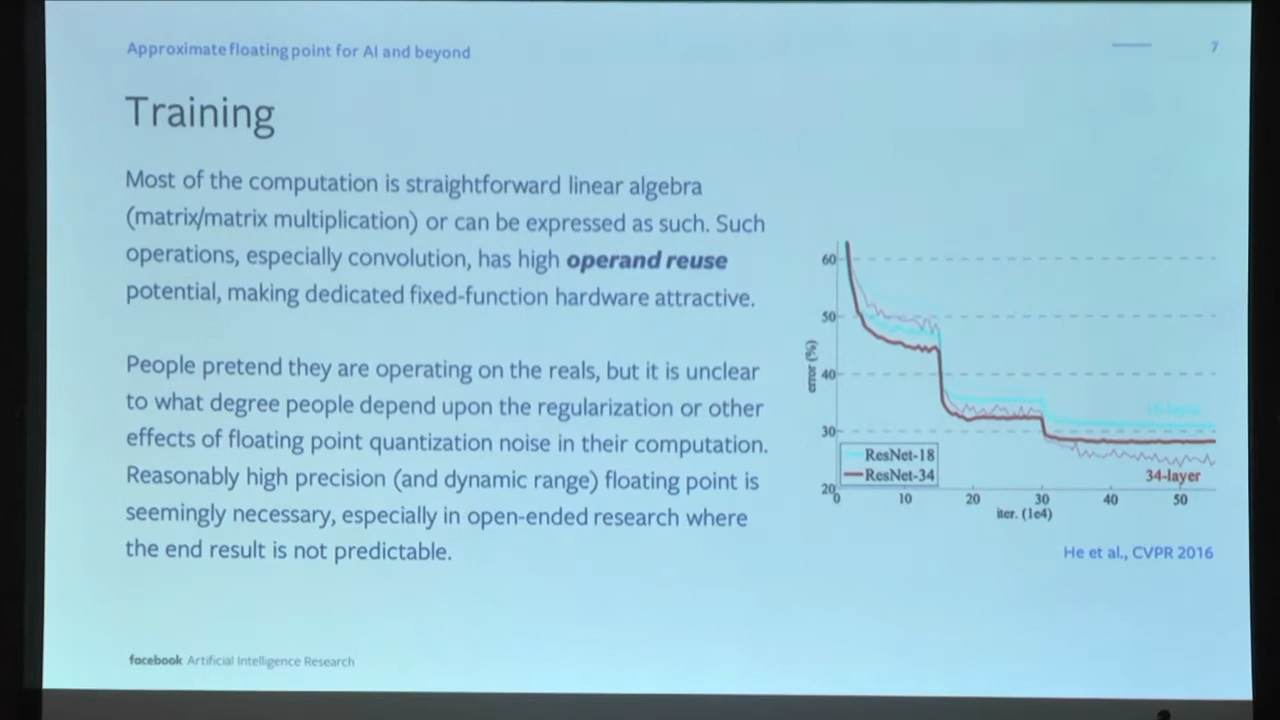 Approximate floating point for AI and beyond
7
Training
Most of the computation is straightforward linear algebra
(matrix/matrix multiplication) or can be expressed as such. Such
operations, especially convolution, has high operand reuse
potential, making dedicated fixed-function hardware attractive.
People pretend they are operating on the reals, but it is unclear
to what degree people depend upon the regularization or other
effects of floating point quantization noise in their computation.
Reasonably high precision (and dynamic range) floating point is
seemingly necessary, especially in open-ended research where
the end result is not predictable.
60
50
40
30
20
error (%)
18-layer
ResNet-18
ResNet-34
34-layer
0 10 20 30 40 50
iter. (1e4)
He et al., CVPR 2016
facebook Artificial Intelligence Research